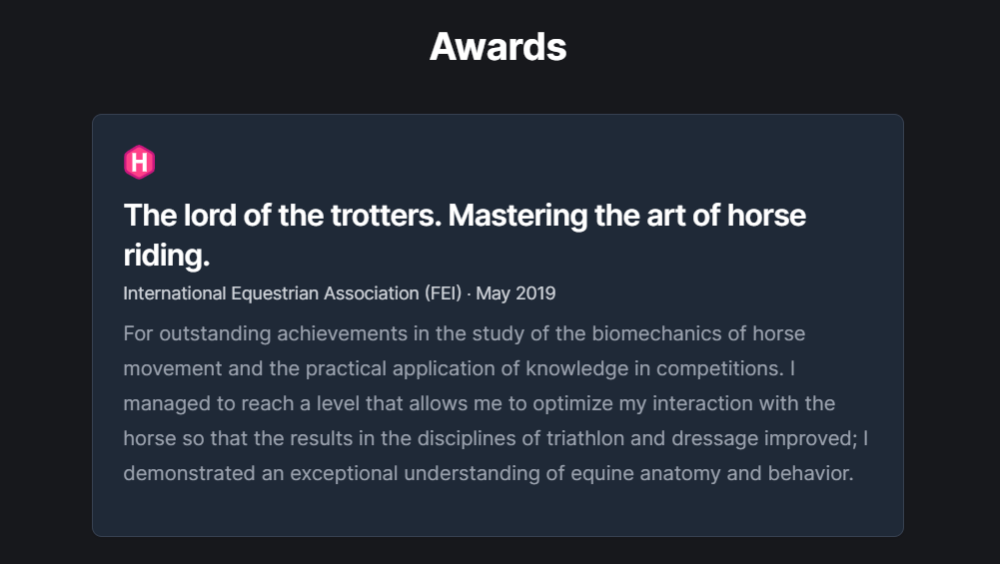 Awards
H
The lord of the trotters. Mastering the art of horse
riding.
International Equestrian Association (FEI) · May 2019
For outstanding achievements in the study of the biomechanics of horse
movement and the practical application of knowledge in competitions. I
managed to reach a level that allows me to optimize my interaction with the
horse so that the results in the disciplines of triathlon and dressage improved; I
demonstrated an exceptional understanding of equine anatomy and behavior.